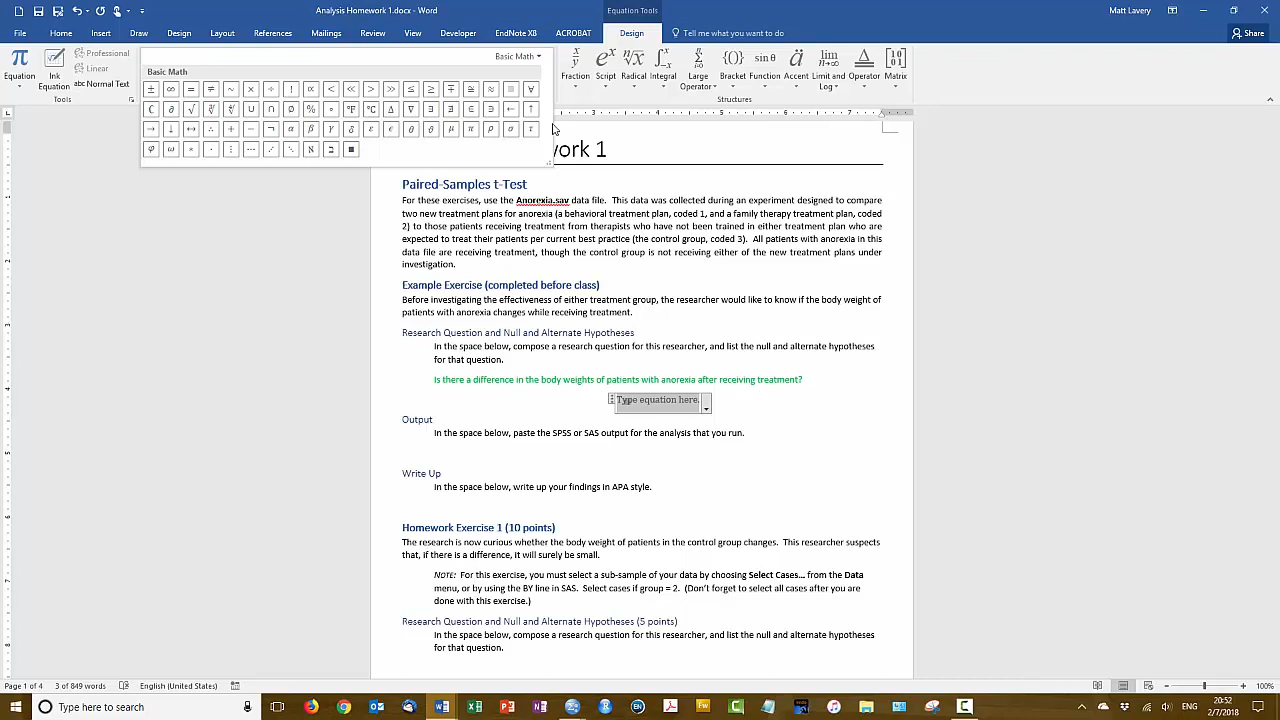 Analysis Homework 1.docx - Word
Equation Tools
Matt Lavery
File Home Insert Draw Design Layout References Mailings Review View Developer Nuance PDF EndNote X8 ACROBAT Design Tell me what you want to do Share
Equation
Ink Equation
Professional
Linear
abc Normal Text
Tools
Basic Math
Basic Math
± ∞ = ≠ ~ × ÷ ! ∝ < ≪ > ≫ ≤ ≥ ∓ ≅ ≈ ≡ ∀
∁ ∂ √ ∛ ∜ ∪ ∩ ∅ % ° °F °C ∆ ∇ ∃ ∄ ∈ ∋ ← ↑
→ ↓ ↔ ∴ + − ¬ α β γ δ ε ϵ θ ϑ μ π ρ σ τ
φ ω ∗ ∙ ⋮ ⋯ ⋰ ⋱ ℵ ℶ ∎
Fraction
Script
Radical
Integral
Large Operator
Bracket
Function
Accent
Limit and Log
Operator
Matrix
Structures
3 4 5 6 7
work 1
Paired-Samples t-Test
For these exercises, use the Anorexia.sav data file. This data was collected during an experiment designed to compare
two new treatment plans for anorexia (a behavioral treatment plan, coded 1, and a family therapy treatment plan, coded
2) to those patients receiving treatment from therapists who have not been trained in either treatment plan who are
expected to treat their patients per current best practice (the control group, coded 3). All patients with anorexia in this
data file are receiving treatment, though the control group is not receiving either of the new treatment plans under
investigation.
Example Exercise (completed before class)
Before investigating the effectiveness of either treatment group, the researcher would like to know if the body weight of
patients with anorexia changes while receiving treatment.
Research Question and Null and Alternate Hypotheses
In the space below, compose a research question for this researcher, and list the null and alternate hypotheses
for that question.
Is there a difference in the body weights of patients with anorexia after receiving treatment?
Type equation here.
Output
In the space below, paste the SPSS or SAS output for the analysis that you run.
Write Up
In the space below, write up your findings in APA style.
Homework Exercise 1 (10 points)
The research is now curious whether the body weight of patients in the control group changes. This researcher suspects
that, if there is a difference, it will surely be small.
NOTE: For this exercise, you must select a sub-sample of your data by choosing Select Cases... from the Data
menu, or by using the BY line in SAS. Select cases if group = 2. (Don't forget to select all cases after you are
done with this exercise.)
Research Question and Null and Alternate Hypotheses (5 points)
In the space below, compose a research question for this researcher, and list the null and alternate hypotheses
for that question.
Page 1 of 4 3 of 849 words English (United States) 100%
Type here to search
20:52
2/7/2018